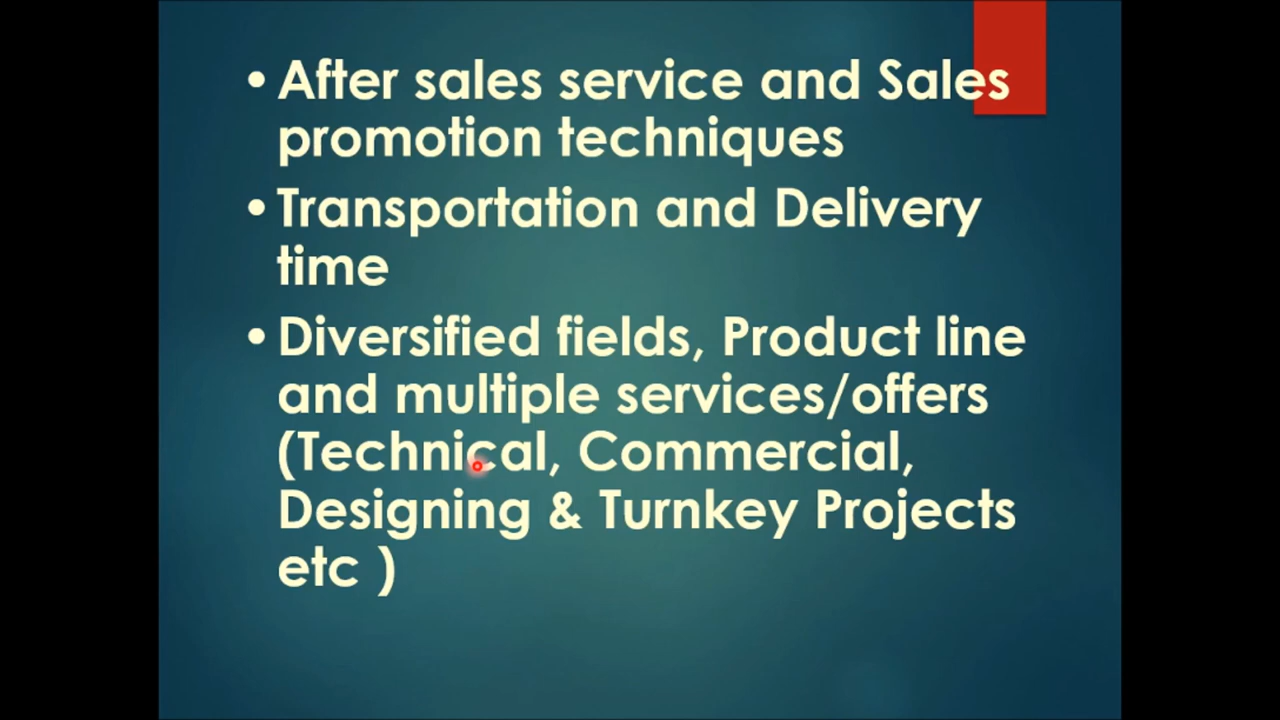 • After sales service and Sales
promotion techniques
• Transportation and Delivery
time
• Diversified fields, Product line
and multiple services/offers
(Technical, Commercial,
Designing & Turnkey Projects
etc )